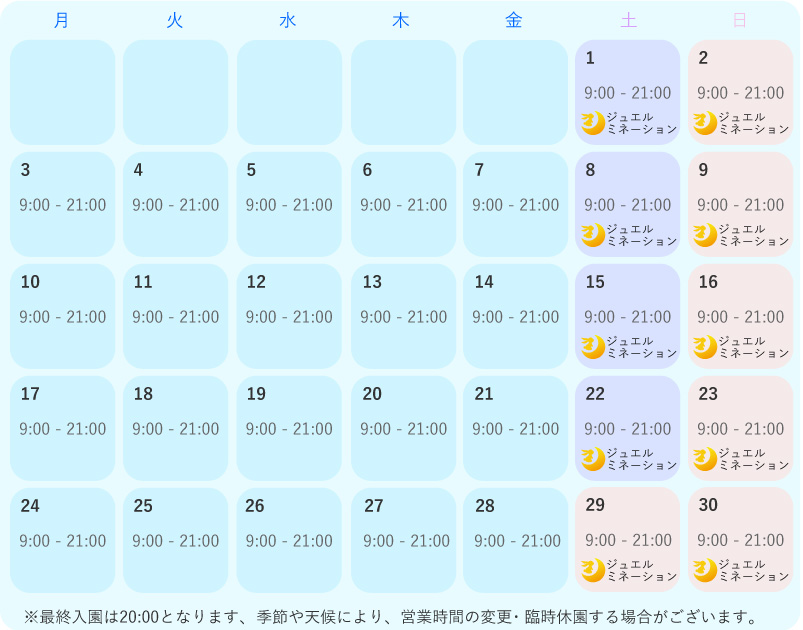 月 火 水 木 金 土 日
1 2
9:00 - 21:00 9:00 - 21:00
ジュエル ジュエル
ミネーション ミネーション
3 4 5 6 7 8 9
9:00 - 21:00 9:00 - 21:00 9:00 - 21:00 9:00 - 21:00 9:00 - 21:00 9:00 - 21:00 9:00 - 21:00
ジュエル ジュエル
ミネーション ミネーション
10 11 12 13 14 15 16
9:00 - 21:00 9:00 - 21:00 9:00 - 21:00 9:00 - 21:00 9:00 - 21:00 9:00 - 21:00 9:00 - 21:00
ジュエル ジュエル
ミネーション ミネーション
17 18 19 20 21 22 23
9:00 - 21:00 9:00 - 21:00 9:00 - 21:00 9:00 - 21:00 9:00 - 21:00 9:00 - 21:00 9:00 - 21:00
ジュエル ジュエル
ミネーション ミネーション
24 25 26 27 28 29 30
9:00 - 21:00 9:00 - 21:00 9:00 - 21:00 9:00 - 21:00 9:00 - 21:00 9:00 - 21:00 9:00 - 21:00
ジュエル ジュエル
ミネーション ミネーション
※最終入園は20:00となります、季節や天候により、営業時間の変更・臨時休園する場合がございます。